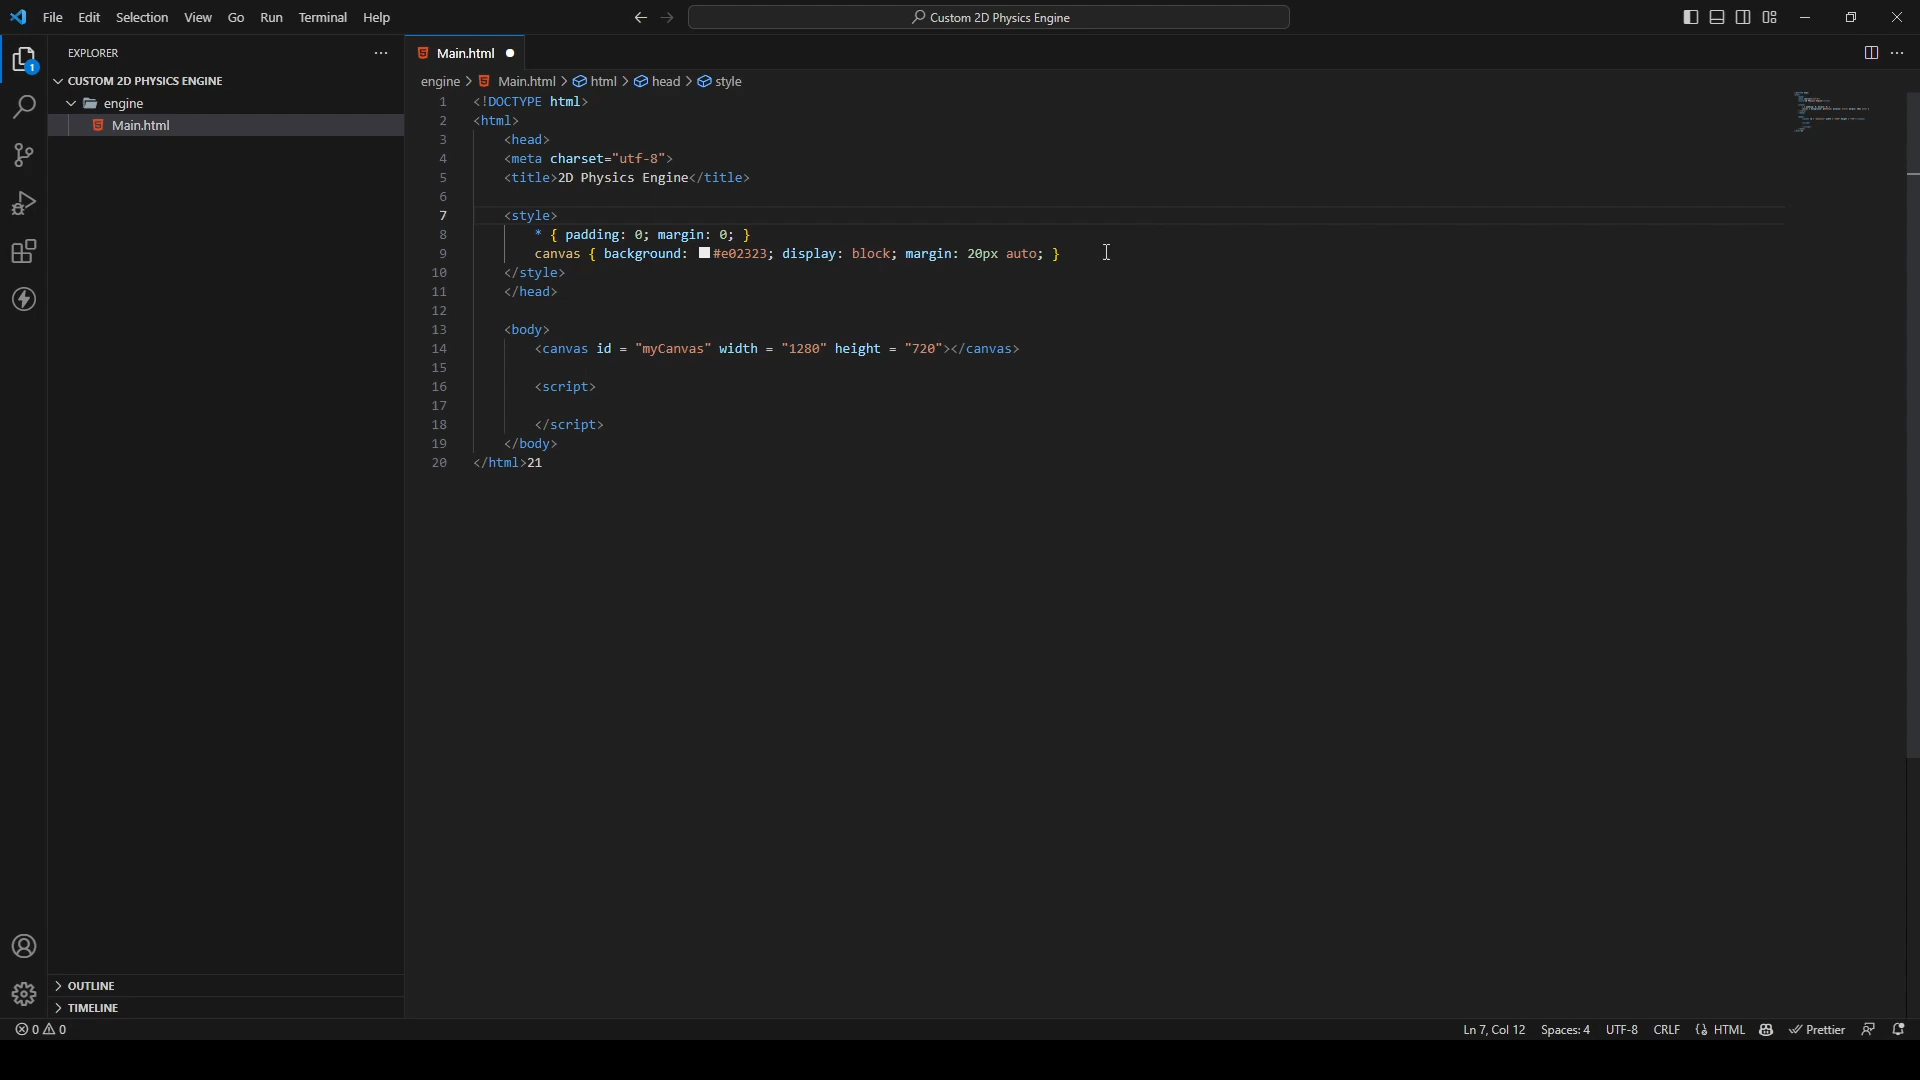 File Edit Selection View Go Run Terminal Help
Custom 2D Physics Engine
EXPLORER
1
CUSTOM 2D PHYSICS ENGINE
engine
Main.html
OUTLINE
TIMELINE
Main.html
engine > Main.html > html > head > style
1 <!DOCTYPE html>
2 <html>
3 <head>
4 <meta charset="utf-8">
5 <title>2D Physics Engine</title>
6
7 <style>
8 * { padding: 0; margin: 0; }
9 canvas { background: #e02323; display: block; margin: 20px auto; }
10 </style>
11 </head>
12
13 <body>
14 <canvas id = "myCanvas" width = "1280" height = "720"></canvas>
15
16 <script>
17
18 </script>
19 </body>
20 </html>21
0 0
Ln 7, Col 12 Spaces: 4 UTF-8 CRLF HTML Prettier